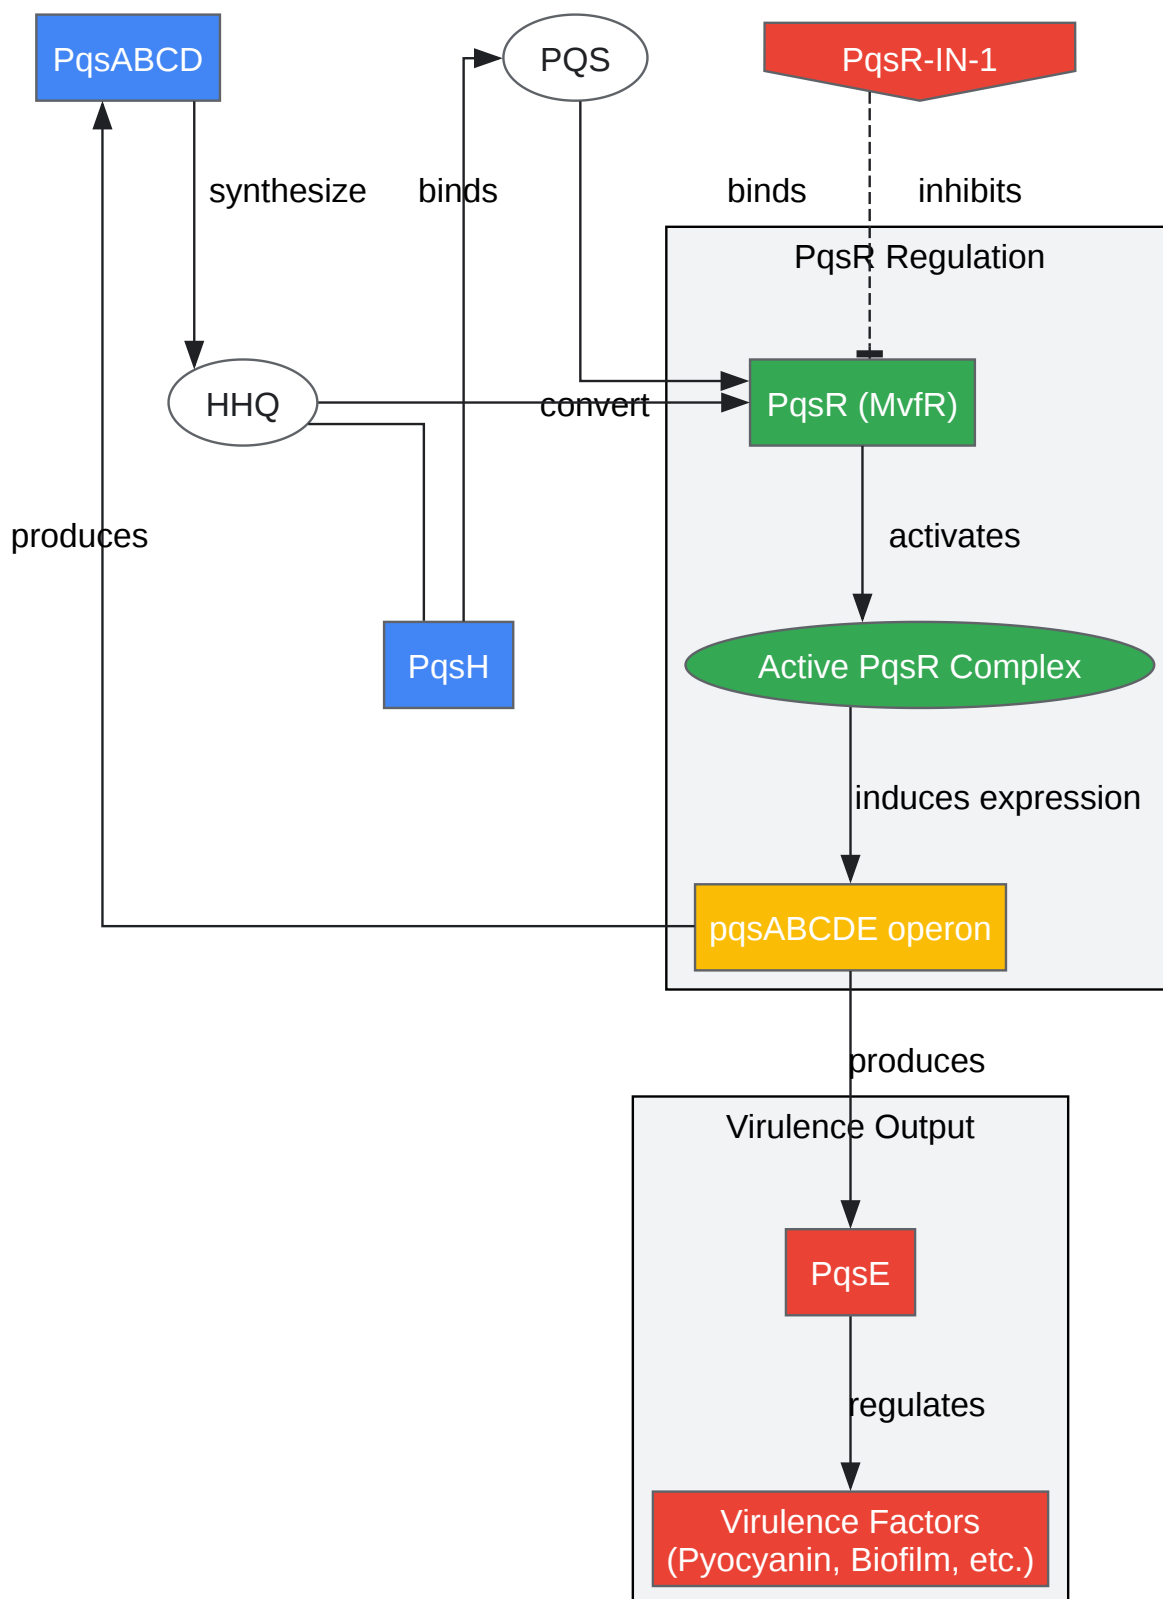 PqsABCD
PQS
PqsR-IN-1
synthesize
binds
binds
inhibits
PqsR Regulation
HHQ
convert
PqsR (MvfR)
produces
activates
PqsH
Active PqsR Complex
induces expression
pqsABCDE operon
produces
Virulence Output
PqsE
regulates
Virulence Factors
(Pyocyanin, Biofilm, etc.)